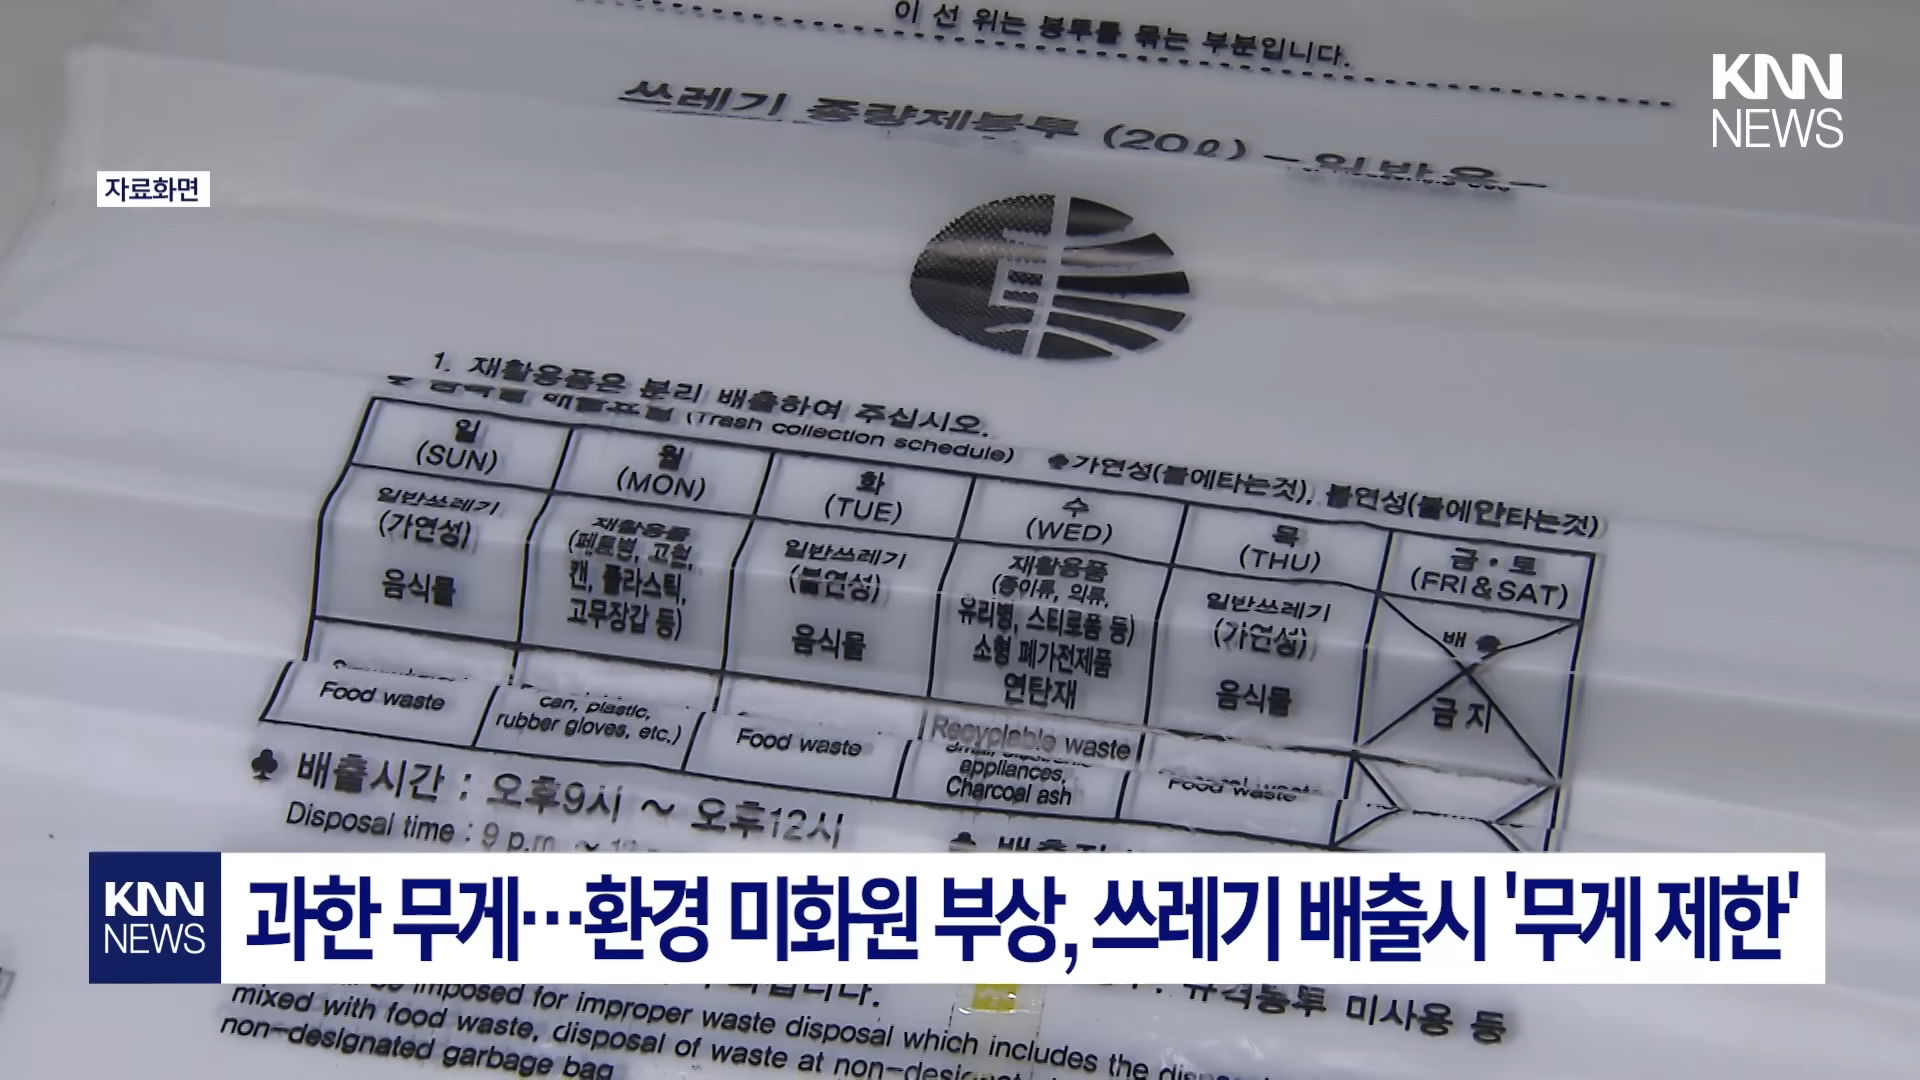 이 선 위는 봉투를 묶는 부분입니다.
KNN
NEWS
쓰레기 종량제봉투 (20ℓ)
자료화면
1. 재활용품은 분리 배출하여 주십시오.
(Trash collection schedule) ♣가연성(불에타는것), 불연성(불에안타는것)
일 (SUN)
월 (MON)
화 (TUE)
수 (WED)
목 (THU)
금·토 (FRI&SAT)
일반쓰레기
(가연성)
음식물
재활용품
(페트병, 고철,
캔, 플라스틱,
고무장갑 등)
일반쓰레기
(불연성)
음식물
재활용품
(종이류, 의류,
유리병, 스티로폼 등)
소형 폐가전제품
연탄재
일반쓰레기
(가연성)
음식물
배출
금지
Food waste
can, plastic,
rubber gloves, etc.)
Food waste
Recyclable waste
appliances,
Charcoal ash
Food waste
♣ 배출시간 : 오후9시 ~ 오후12시
Disposal time : 9 p.m. ~
KNN
NEWS
과한 무게…환경 미화원 부상, 쓰레기 배출시 '무게 제한'
규격봉투 미사용 등
imposed for improper waste disposal which includes the
mixed with food waste, disposal of waste at
non-designated garbage bag